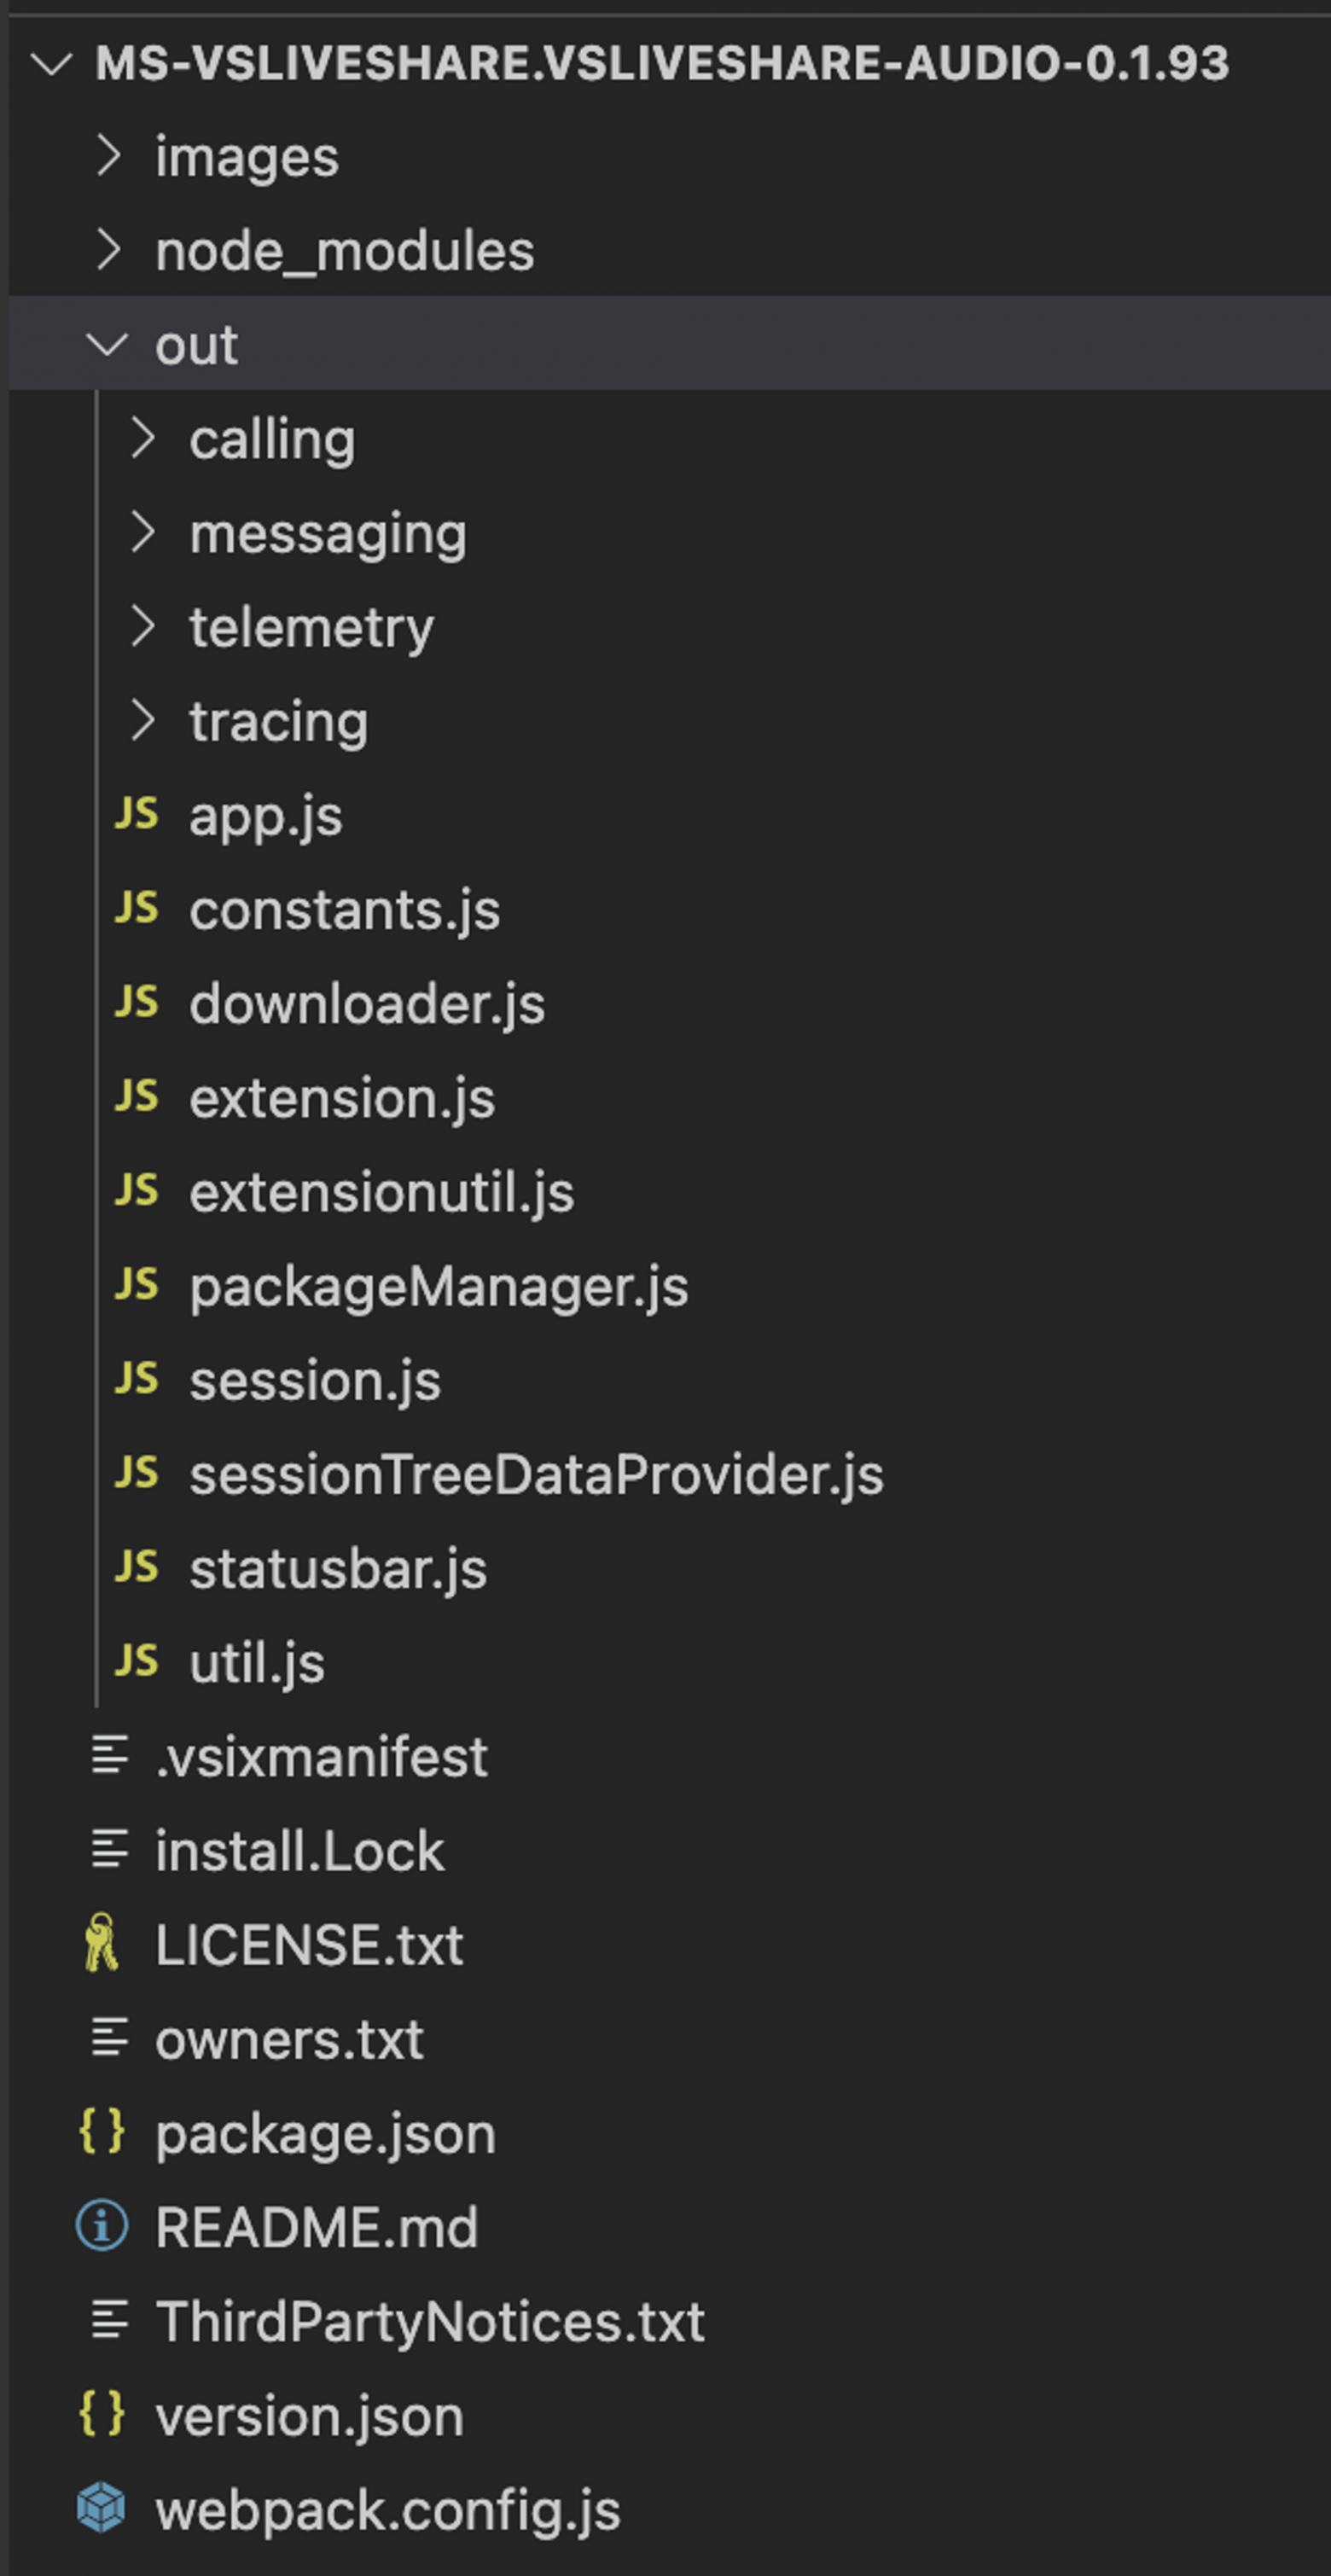 MS-VSLIVESHARE.VSLIVESHARE-AUDIO-0.1.93
images
node_modules
out
calling
messaging
telemetry
tracing
JS app.js
JS constants.js
JS downloader.js
JS extension.js
JS extensionutil.js
JS packageManager.js
JS session.js
JS sessionTreeDataProvider.js
JS statusbar.js
JS util.js
.vsixmanifest
install.Lock
LICENSE.txt
owners.txt
{} package.json
README.md
ThirdPartyNotices.txt
{} version.json
webpack.config.js